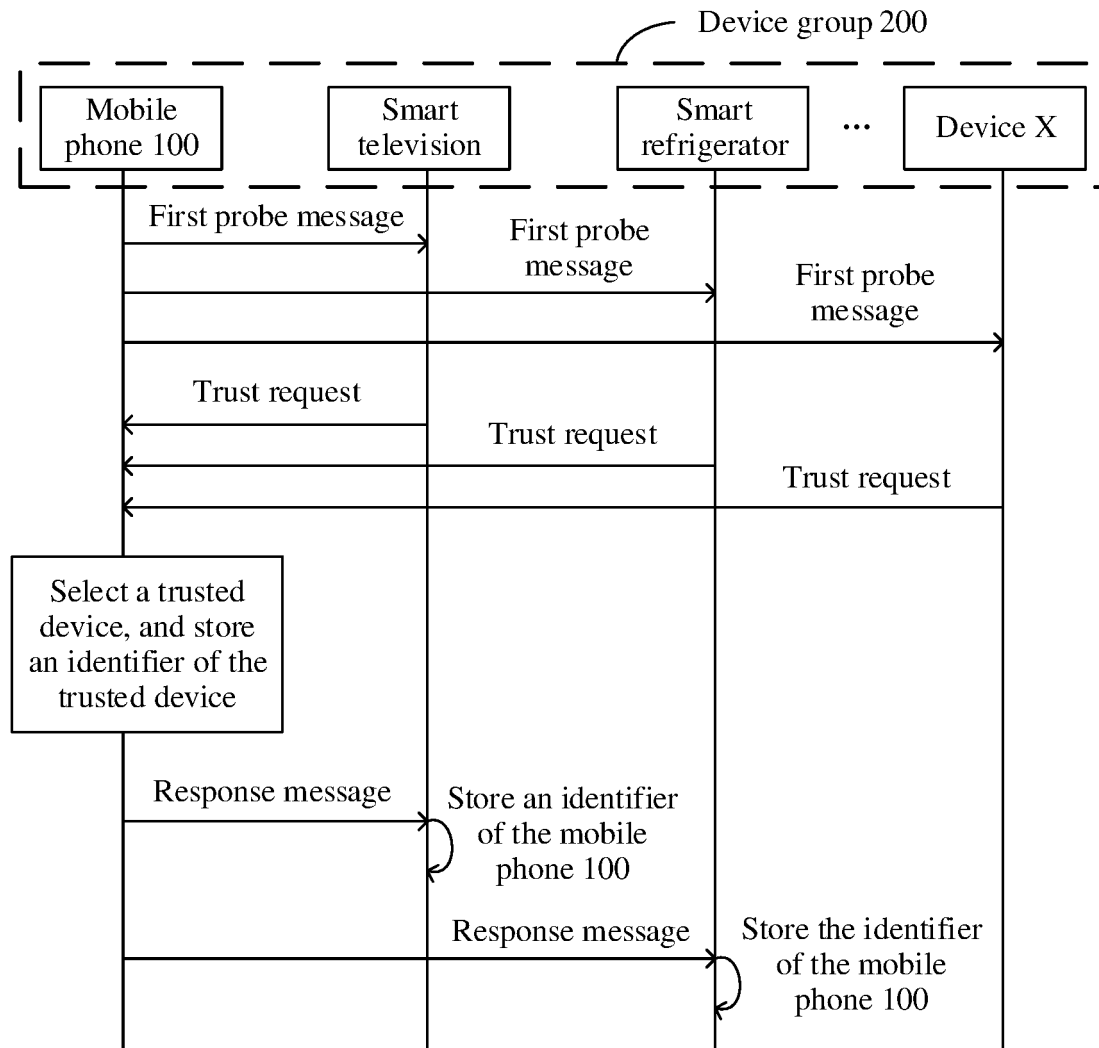 Device group 200
Mobile
phone 100
Smart
television
Smart
refrigerator
...
Device X
First probe message
First probe
message
First probe
message
Trust request
Trust request
Trust request
Select a trusted
device, and store
an identifier of the
trusted device
Response message
Store an identifier
of the mobile
phone 100
Response message
Store the identifier
of the mobile
phone 100